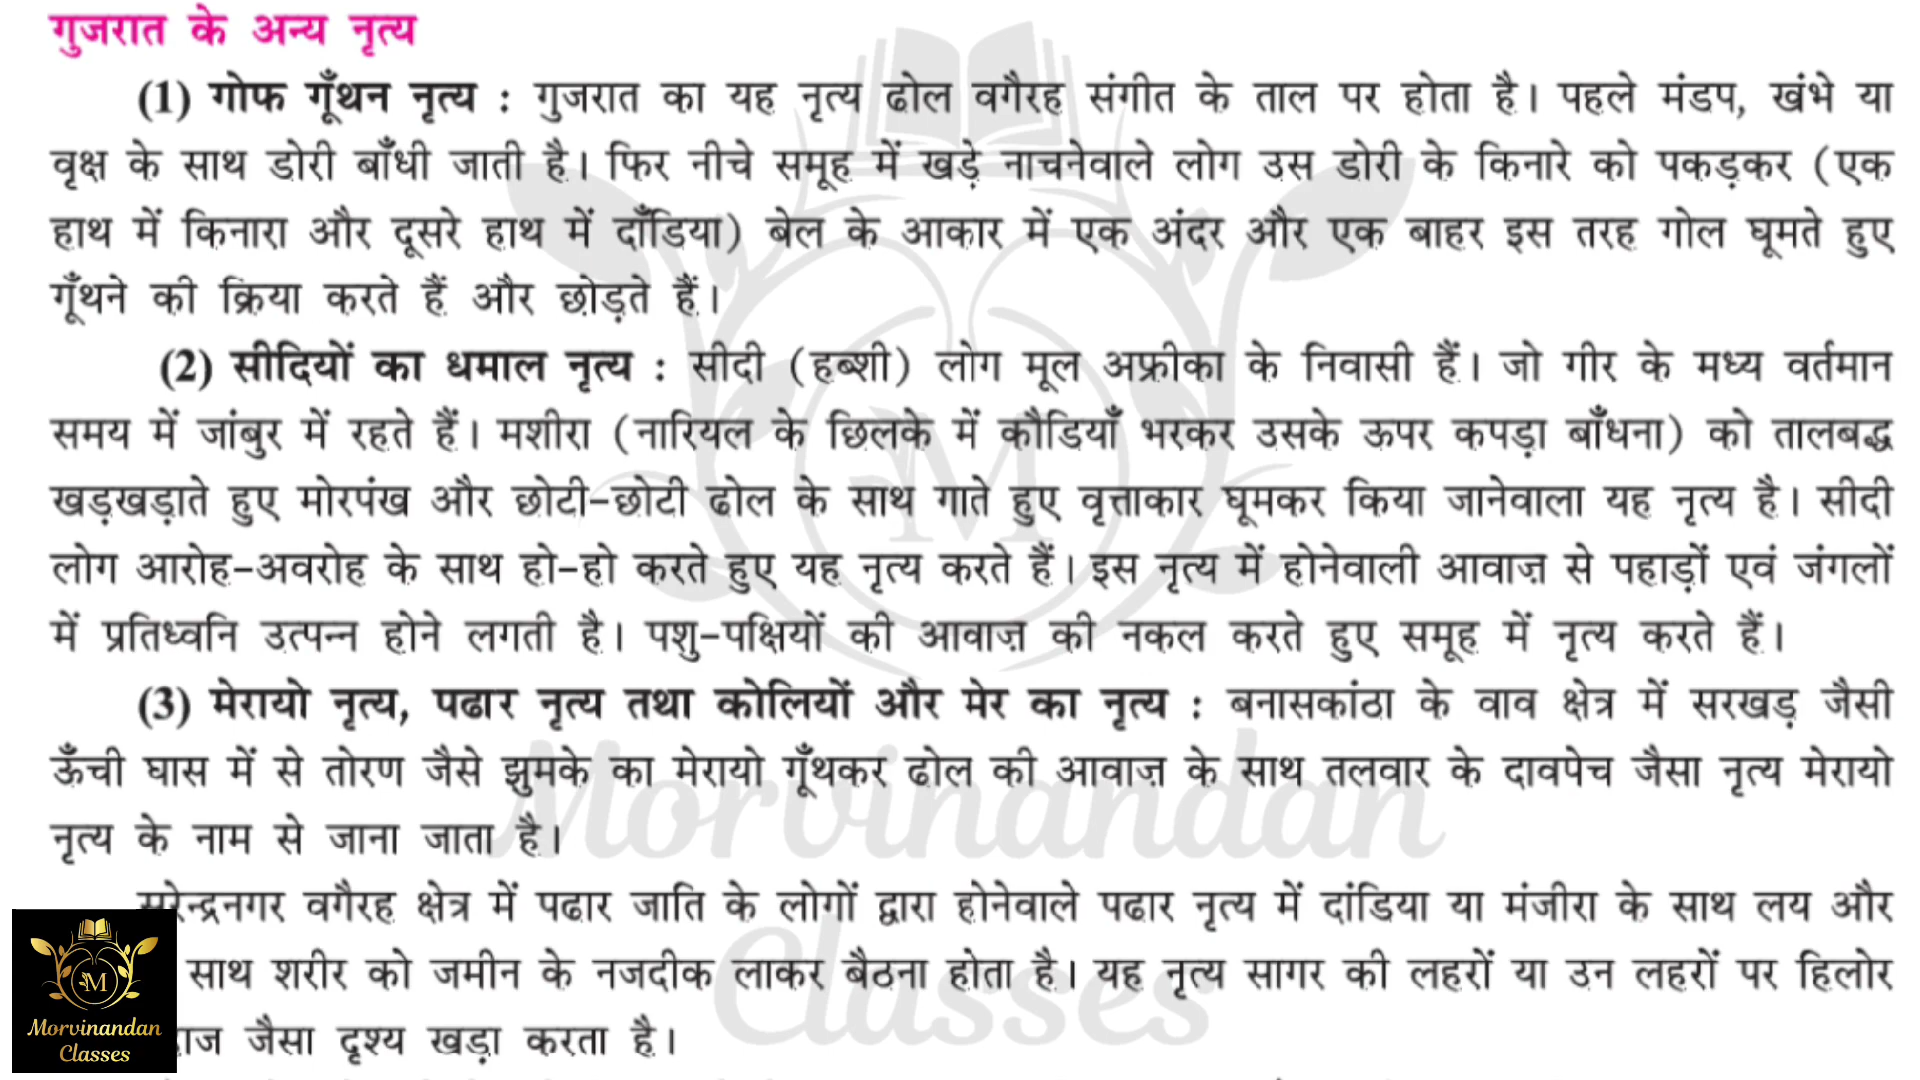 गुजरात के अन्य नृत्य
(1) गोफ गूँथन नृत्य : गुजरात का यह नृत्य ढोल वगैरह संगीत के ताल पर होता है। पहले मंडप, खंभे या
वृक्ष के साथ डोरी बाँधी जाती है। फिर नीचे समूह में खड़े नाचनेवाले लोग उस डोरी के किनारे को पकड़कर (एक
हाथ में किनारा और दूसरे हाथ में दाँडिया) बेल के आकार में एक अंदर और एक बाहर इस तरह गोल घूमते हुए
गूँथने की क्रिया करते हैं और छोड़ते हैं।
(2) सीदियों का धमाल नृत्य : सीदी (हब्शी) लोग मूल अफ्रीका के निवासी हैं। जो गीर के मध्य वर्तमान
समय में जांबुर में रहते हैं। मशीरा (नारियल के छिलके में कौडियाँ भरकर उसके ऊपर कपड़ा बाँधना) को तालबद्ध
खड़खड़ाते हुए मोरपंख और छोटी-छोटी ढोल के साथ गाते हुए वृत्ताकार घूमकर किया जानेवाला यह नृत्य है। सीदी
लोग आरोह-अवरोह के साथ हो-हो करते हुए यह नृत्य करते हैं। इस नृत्य में होनेवाली आवाज़ से पहाड़ों एवं जंगलों
में प्रतिध्वनि उत्पन्न होने लगती है। पशु-पक्षियों की आवाज़ की नकल करते हुए समूह में नृत्य करते हैं।
(3) मेरायो नृत्य, पढार नृत्य तथा कोलियों और मेर का नृत्य : बनासकांठा के वाव क्षेत्र में सरखड़ जैसी
ऊँची घास में से तोरण जैसे झुमके का मेरायो गूँथकर ढोल की आवाज़ के साथ तलवार के दावपेच जैसा नृत्य मेरायो
नृत्य के नाम से जाना जाता है।
सुरेन्द्रनगर वगैरह क्षेत्र में पढार जाति के लोगों द्वारा होनेवाले पढार नृत्य में दांडिया या मंजीरा के साथ लय और
साथ शरीर को जमीन के नजदीक लाकर बैठना होता है। यह नृत्य सागर की लहरों या उन लहरों पर हिलोर
जैसा दृश्य खड़ा करता है।
M
Morvinandan
Classes
M
Morvinandan
Classes